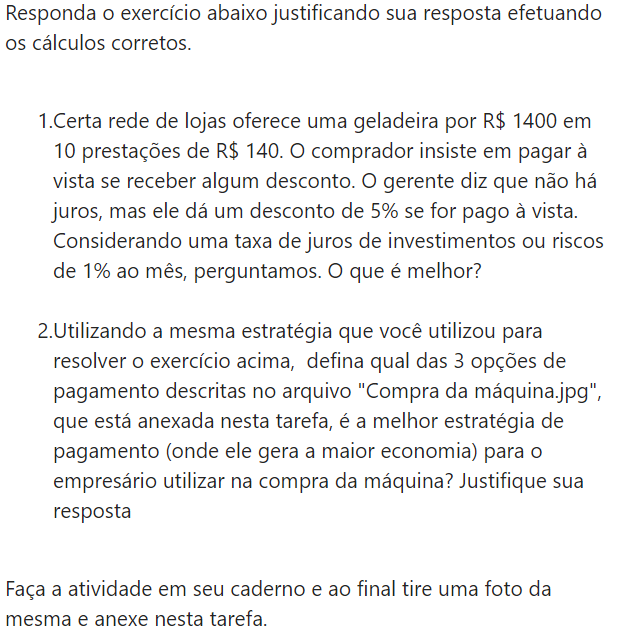 Responda o exercício abaixo justificando sua resposta efetuando
os cálculos corretos.
1.Certa rede de lojas oferece uma geladeira por R$ 1400 em
10 prestações de R$ 140. O comprador insiste em pagar à
vista se receber algum desconto. O gerente diz que não há
juros, mas ele dá um desconto de 5% se for pago à vista.
Considerando uma taxa de juros de investimentos ou riscos
de 1% ao mês, perguntamos. O que é melhor?
2.Utilizando a mesma estratégia que você utilizou para
resolver o exercício acima,  defina qual das 3 opções de
pagamento descritas no arquivo "Compra da máquina.jpg",
que está anexada nesta tarefa, é a melhor estratégia de
pagamento (onde ele gera a maior economia) para o
empresário utilizar na compra da máquina? Justifique sua
resposta
Faça a atividade em seu caderno e ao final tire uma foto da
mesma e anexe nesta tarefa.